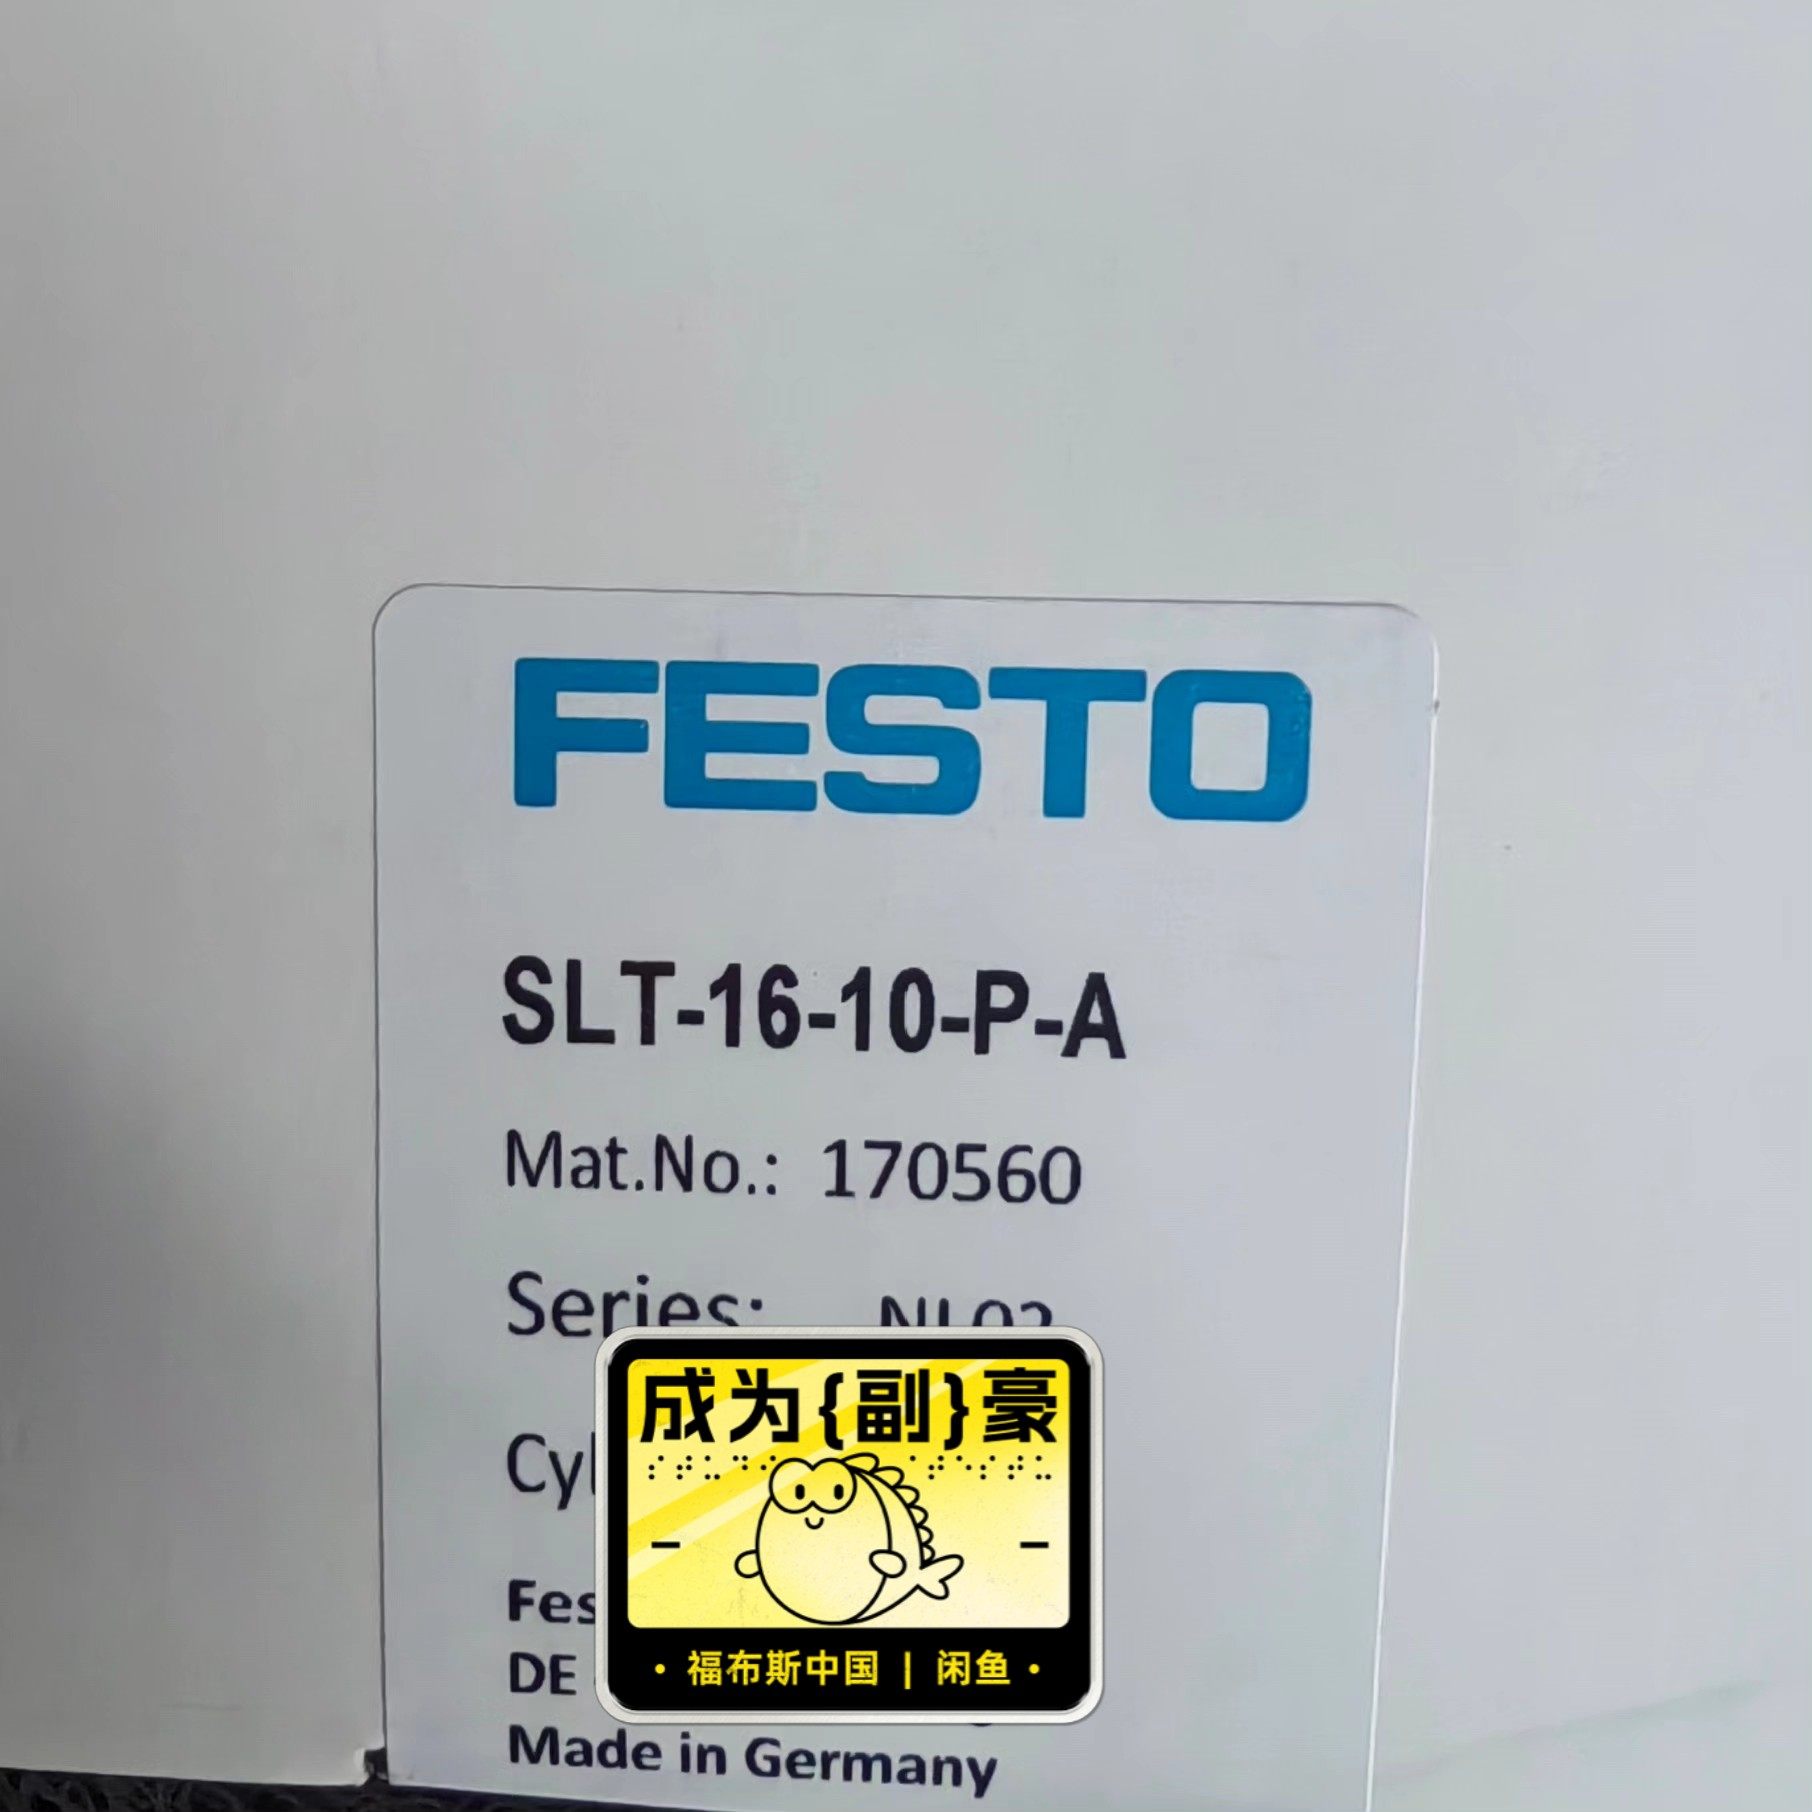 FESTO
SLT-16-10-P-A
Mat.No.: 170560
Series:
成为{副}豪
福布斯中国 | 闲鱼
DE
Made in Germany